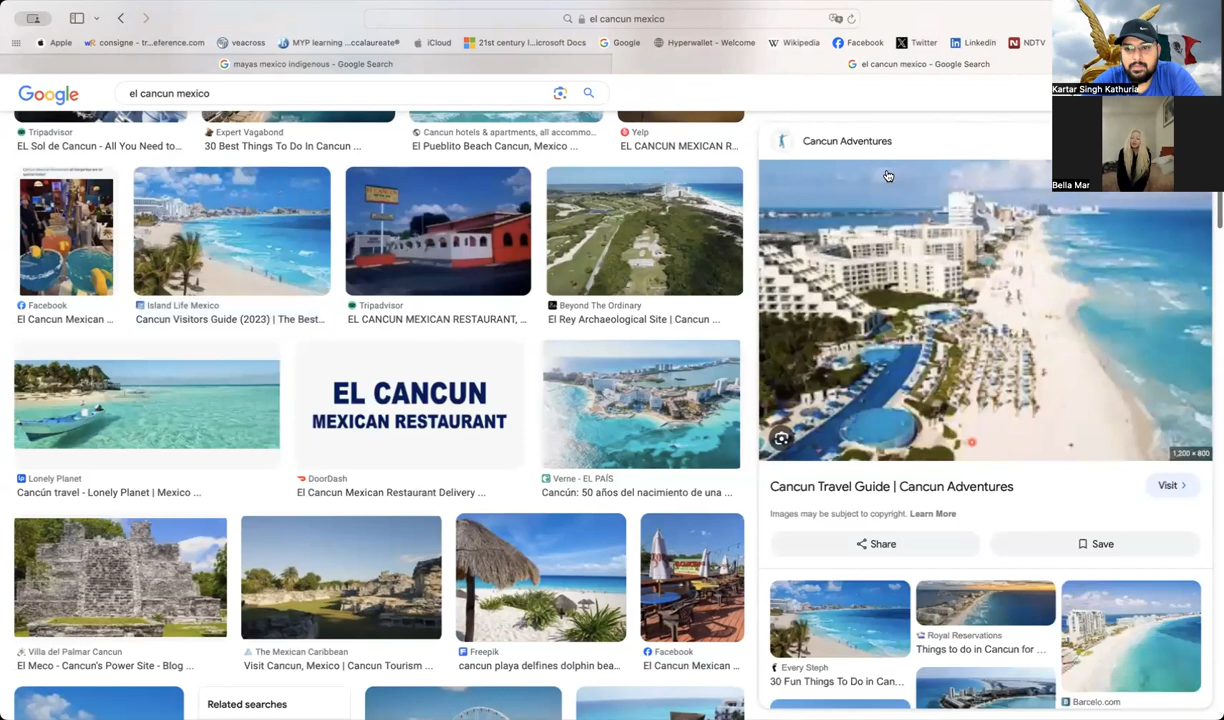 el cancun mexico
Apple
consigne - tr...eference.com
veacross
MYP learning ...ccalaureate®
iCloud
21st century l...icrosoft Docs
Google
Hyperwallet – Welcome
Wikipedia
Facebook
Twitter
Linkedin
NDTV
mayas mexico indigenous - Google Search
el cancun mexico - Google Search
Kartar Singh Kathuria
Bella Mar
Google
el cancun mexico
Tripadvisor
EL Sol de Cancun - All You Need to...
Expert Vagabond
30 Best Things To Do In Cancun ...
Cancun hotels & apartments, all accommo...
El Pueblito Beach Cancun, Mexico ...
Yelp
EL CANCUN MEXICAN R...
Facebook
El Cancun Mexican ...
Island Life Mexico
Cancun Visitors Guide (2023) | The Best...
Tripadvisor
EL CANCUN MEXICAN RESTAURANT, ...
Beyond The Ordinary
El Rey Archaeological Site | Cancun ...
Lonely Planet
Cancún travel - Lonely Planet | Mexico ...
EL CANCUN
MEXICAN RESTAURANT
DoorDash
El Cancun Mexican Restaurant Delivery ...
Verne - EL PAÍS
Cancún: 50 años del nacimiento de una ...
Villa del Palmar Cancun
El Meco - Cancun's Power Site - Blog ...
The Mexican Caribbean
Visit Cancun, Mexico | Cancun Tourism ...
Freepik
cancun playa delfines dolphin bea...
Facebook
El Cancun Mexican ...
Related searches
Cancun Adventures
1,200 × 800
Cancun Travel Guide | Cancun Adventures
Visit
Images may be subject to copyright. Learn More
Share
Save
Every Steph
30 Fun Things To Do in Can...
Royal Reservations
Things to do in Cancun for ...
Barcelo.com